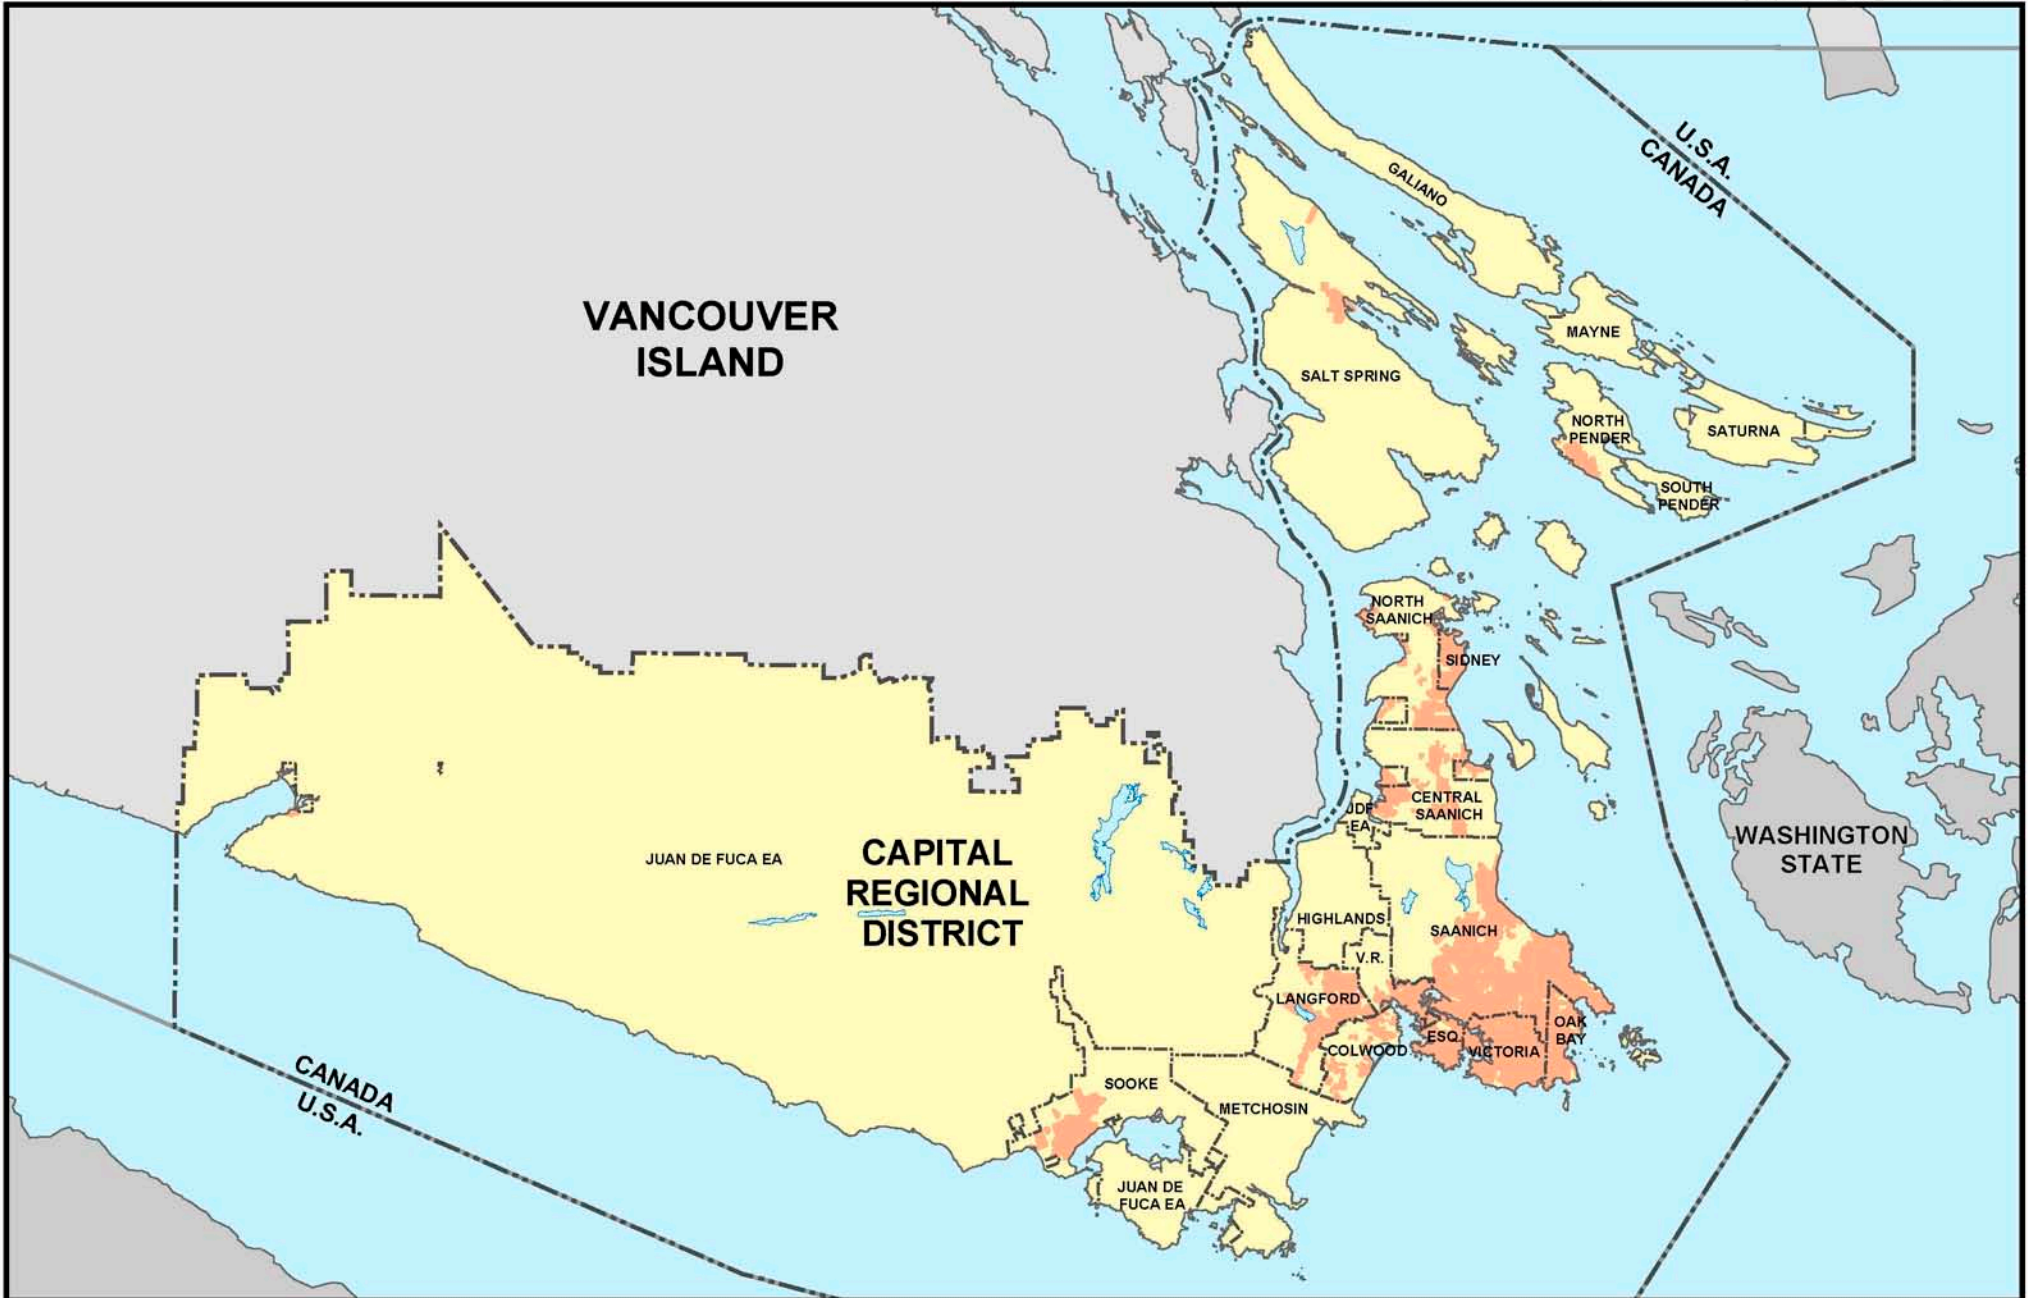 U.S.A.
CANADA
GALIANO
VANCOUVER
ISLAND
MAYNE
SALT SPRING
NORTH
PENDER
SATURNA
SOUTH
PENDER
NORTH
SAANICH
SIDNEY
JDF
EA
CENTRAL
SAANICH
WASHINGTON
STATE
JUAN DE FUCA EA
CAPITAL
REGIONAL
DISTRICT
HIGHLANDS
SAANICH
V.R.
LANGFORD
OAK
BAY
ESQ
VICTORIA
COLWOOD
CANADA
U.S.A.
SOOKE
METCHOSIN
JUAN DE
FUCA EA